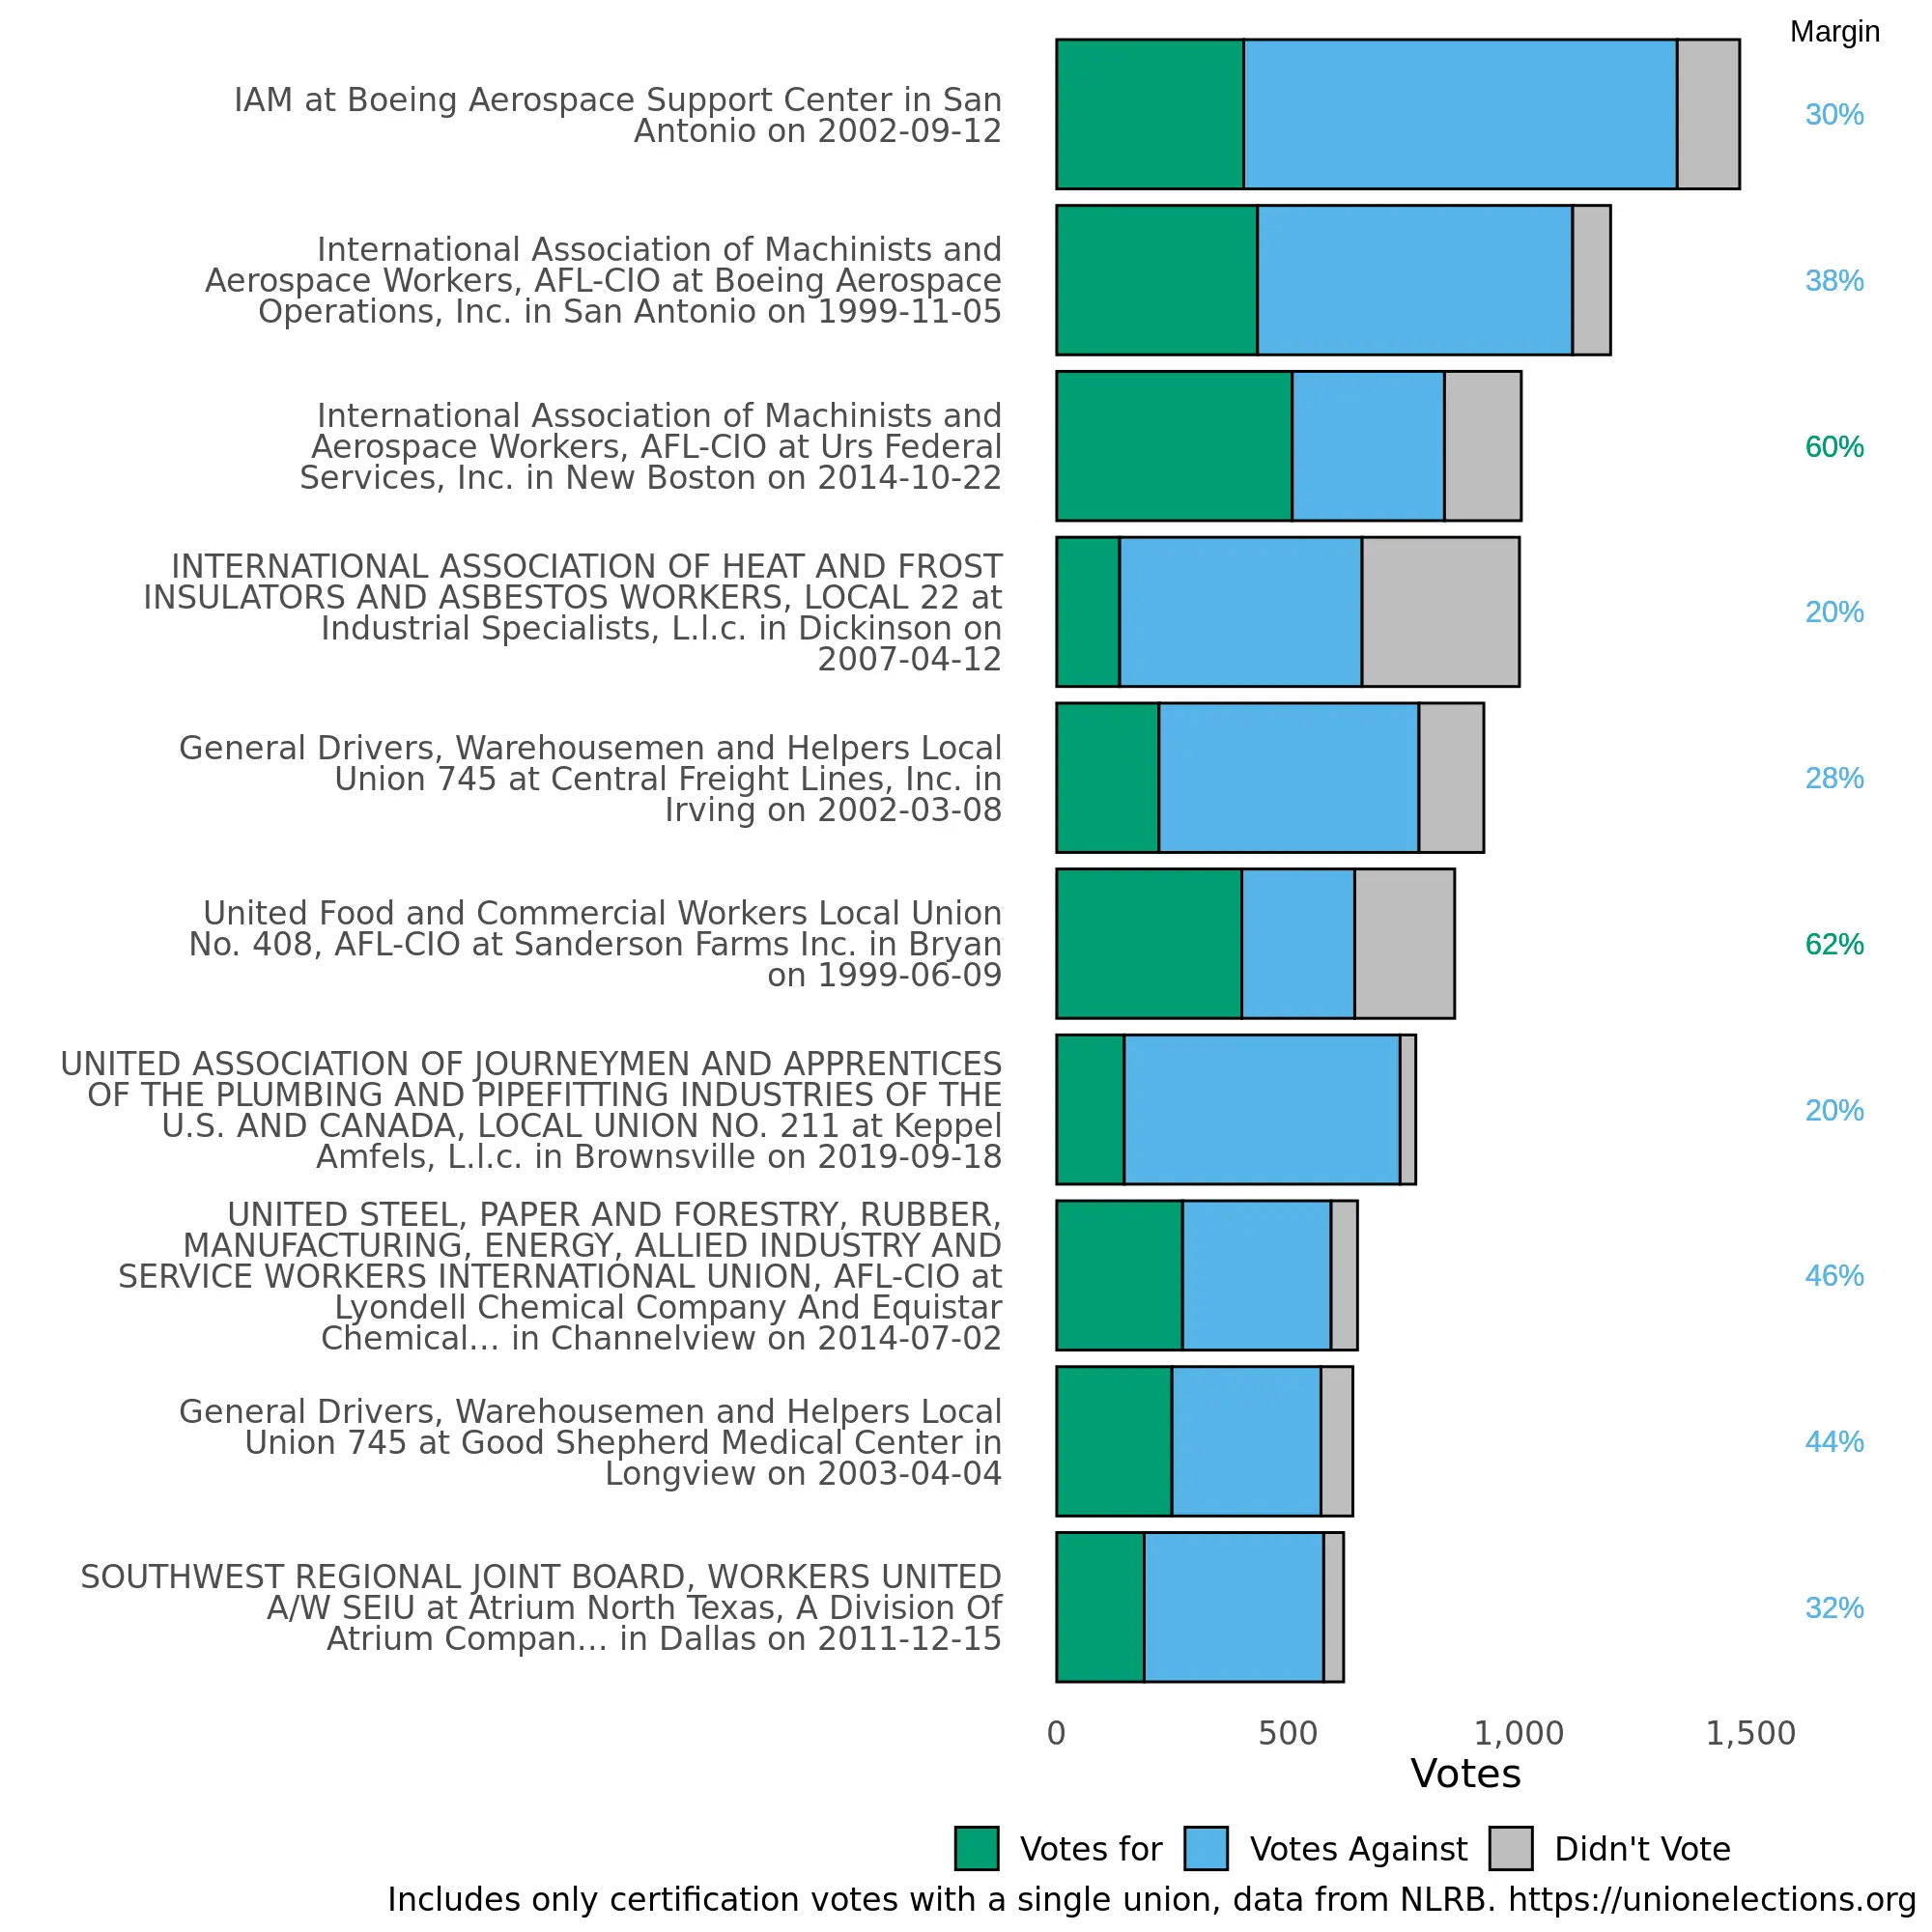 Margin
IAM at Boeing Aerospace Support Center in San
Antonio on 2002-09-12
30%
International Association of Machinists and
Aerospace Workers, AFL-CIO at Boeing Aerospace
Operations, Inc. in San Antonio on 1999-11-05
38%
International Association of Machinists and
Aerospace Workers, AFL-CIO at Urs Federal
Services, Inc. in New Boston on 2014-10-22
60%
INTERNATIONAL ASSOCIATION OF HEAT AND FROST
INSULATORS AND ASBESTOS WORKERS, LOCAL 22 at
Industrial Specialists, L.l.c. in Dickinson on
2007-04-12
20%
General Drivers, Warehousemen and Helpers Local
Union 745 at Central Freight Lines, Inc. in
Irving on 2002-03-08
28%
United Food and Commercial Workers Local Union
No. 408, AFL-CIO at Sanderson Farms Inc. in Bryan
on 1999-06-09
62%
UNITED ASSOCIATION OF JOURNEYMEN AND APPRENTICES
OF THE PLUMBING AND PIPEFITTING INDUSTRIES OF THE
U.S. AND CANADA, LOCAL UNION NO. 211 at Keppel
Amfels, L.l.c. in Brownsville on 2019-09-18
20%
UNITED STEEL, PAPER AND FORESTRY, RUBBER,
MANUFACTURING, ENERGY, ALLIED INDUSTRY AND
SERVICE WORKERS INTERNATIONAL UNION, AFL-CIO at
Lyondell Chemical Company And Equistar
Chemical... in Channelview on 2014-07-02
46%
General Drivers, Warehousemen and Helpers Local
Union 745 at Good Shepherd Medical Center in
Longview on 2003-04-04
44%
SOUTHWEST REGIONAL JOINT BOARD, WORKERS UNITED
A/W SEIU at Atrium North Texas, A Division Of
Atrium Compan... in Dallas on 2011-12-15
32%
0 500 1,000 1,500
Votes
Votes for Votes Against Didn't Vote
Includes only certification votes with a single union, data from NLRB. https://unionelections.org